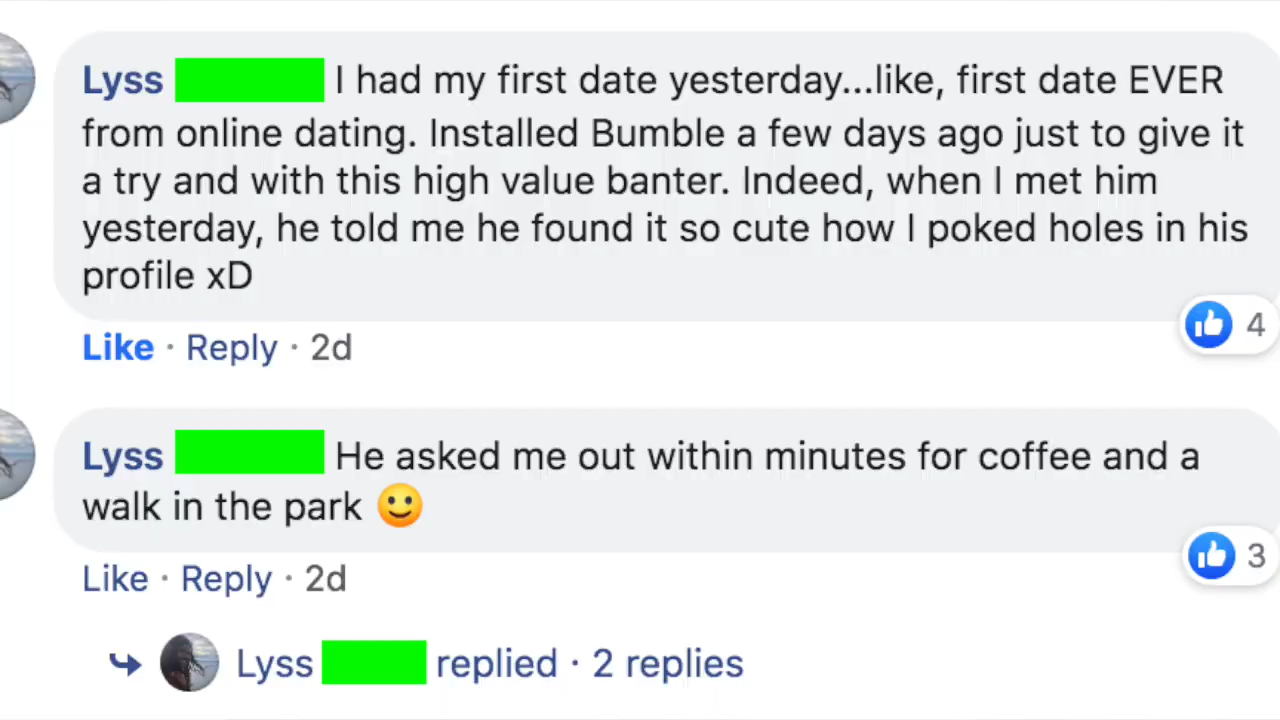 Lyss I had my first date yesterday...like, first date EVER
from online dating. Installed Bumble a few days ago just to give it
a try and with this high value banter. Indeed, when I met him
yesterday, he told me he found it so cute how I poked holes in his
profile xD
4
Like · Reply · 2d
Lyss He asked me out within minutes for coffee and a
walk in the park 🙂
3
Like · Reply · 2d
Lyss replied · 2 replies